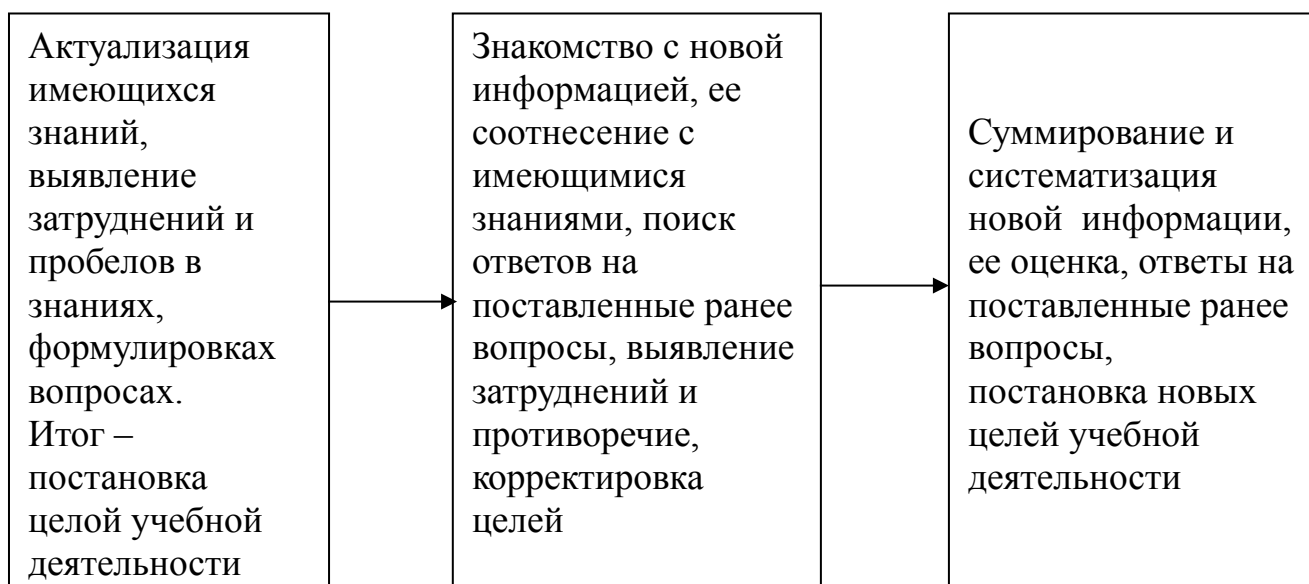 Актуализация
имеющихся
знаний,
выявление
затруднений и
пробелов в
знаниях,
формулировках
вопросах.
Итог –
постановка
целой учебной
деятельности
Знакомство с новой
информацией, ее
соотнесение с
имеющимися
знаниями, поиск
ответов на
поставленные ранее
вопросы, выявление
затруднений и
противоречие,
корректировка
целей
Суммирование и
систематизация
новой информации,
ее оценка, ответы на
поставленные ранее
вопросы,
постановка новых
целей учебной
деятельности